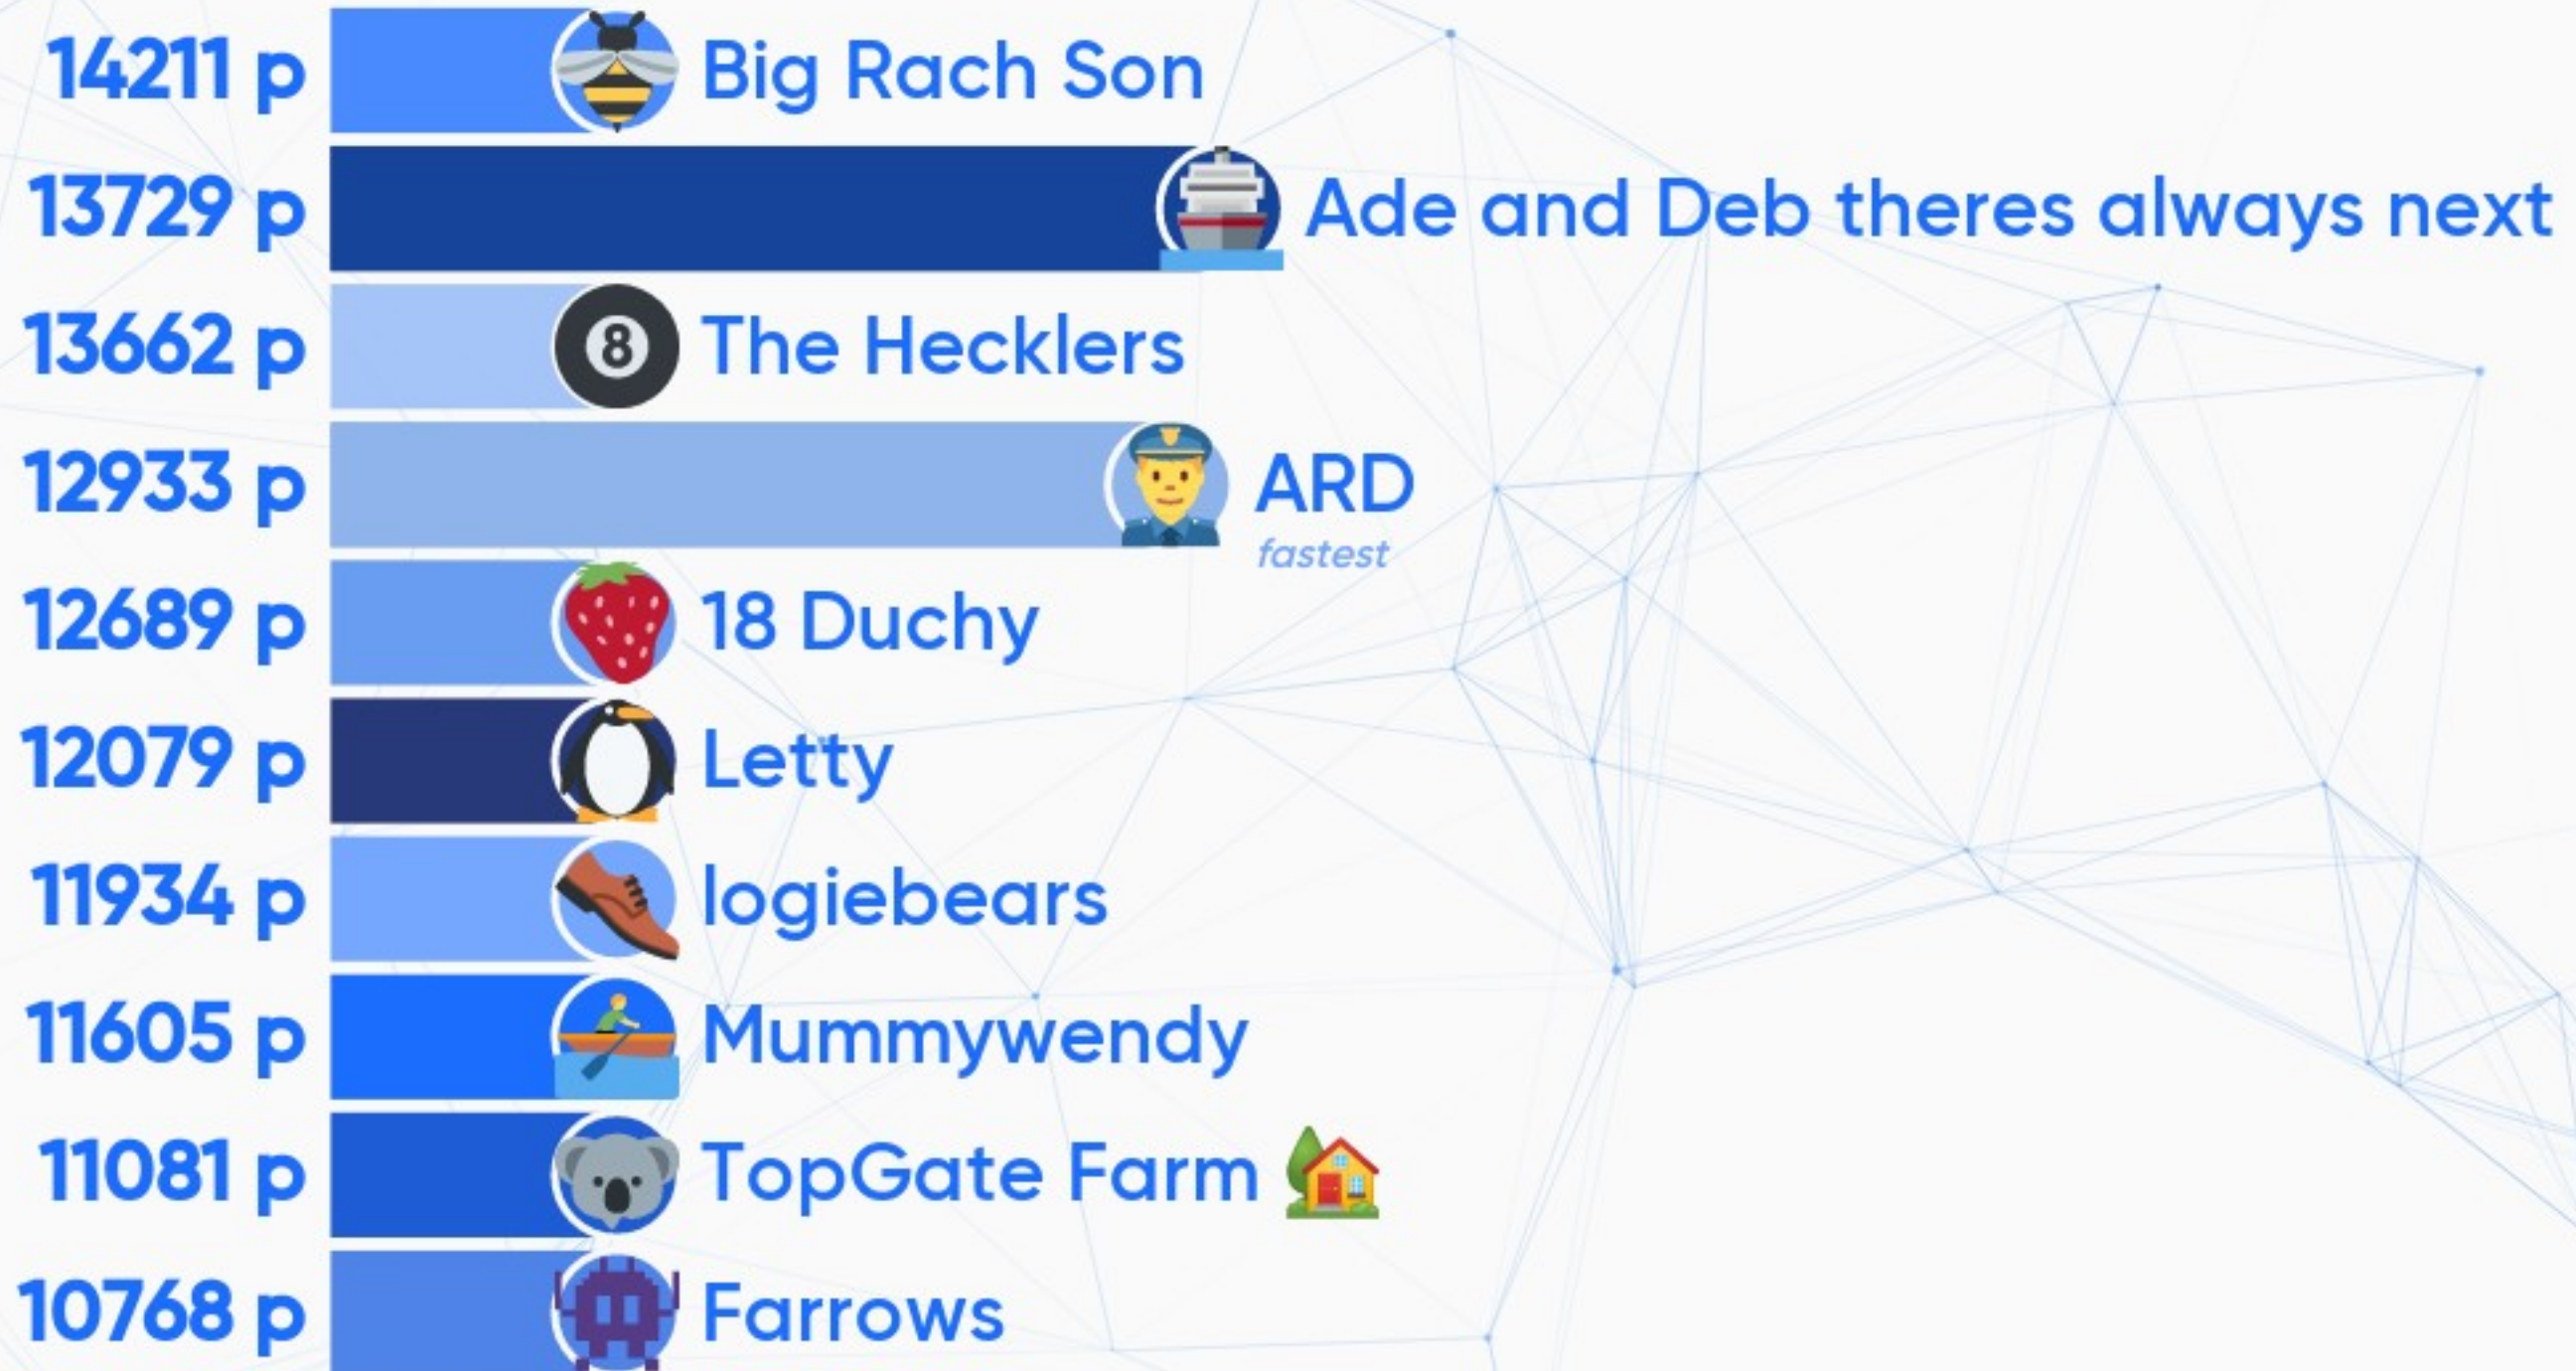 14211 p Big Rach Son
13729 p Ade and Deb theres always next
13662 p 8 The Hecklers
12933 p ARD
fastest
12689 p 18 Duchy
12079 p Letty
11934 p logiebears
11605 p Mummywendy
11081 p TopGate Farm
10768 p Farrows